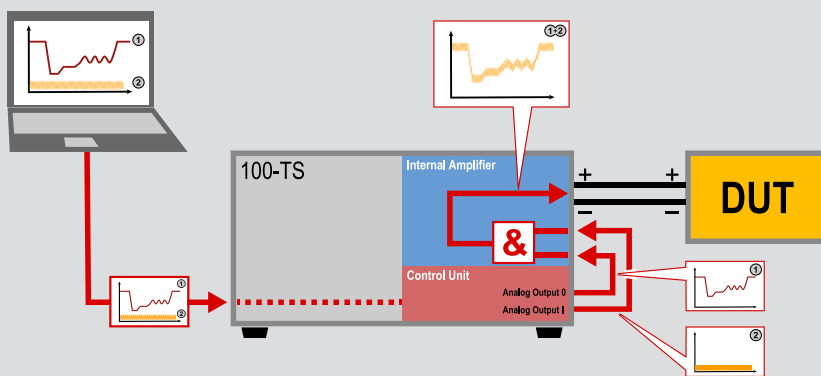 ①
②
①+②
100-TS
Internal Amplifier
+
+
DUT
−
−
&
Control Unit
Analog Output 0
Analog Output I
①
②
①
②